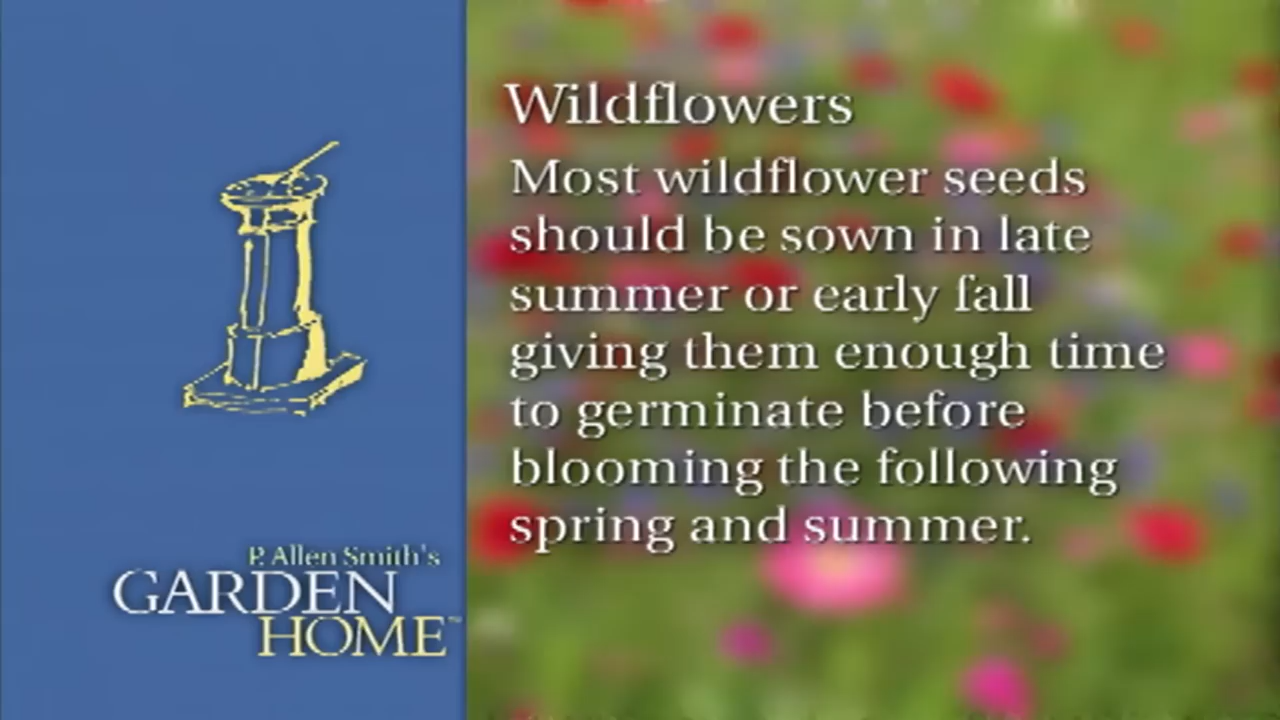 Wildflowers
Most wildflower seeds
should be sown in late
summer or early fall
giving them enough time
to germinate before
blooming the following
spring and summer.
P. Allen Smith's
GARDEN
HOME™